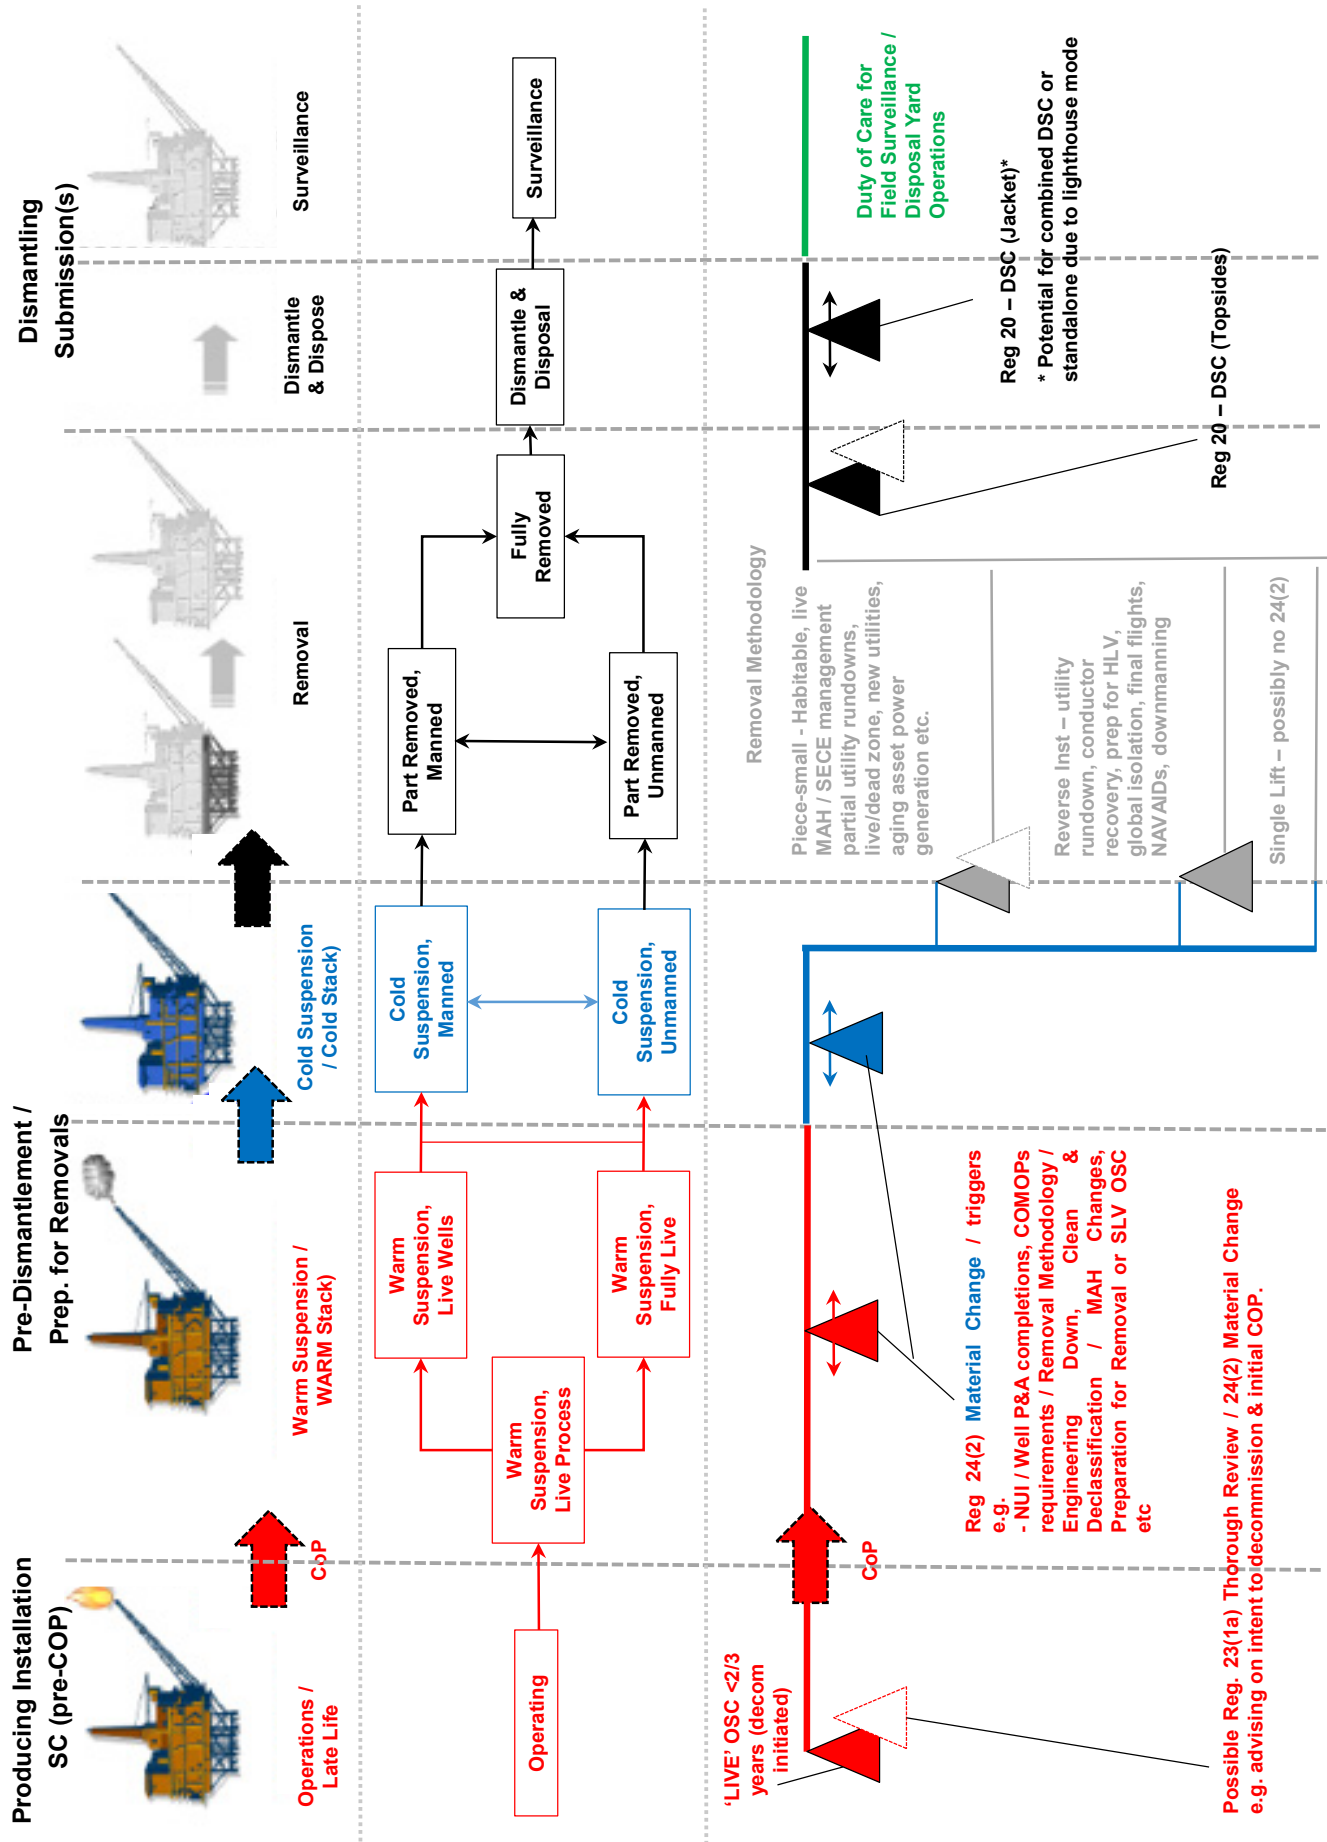 Producing Installation
SC (pre-COP)
Pre-Dismantlement /
Prep. for Removals
Dismantling
Submission(s)
Operations /
Late Life
CoP
Warm Suspension /
WARM Stack)
Cold Suspension
/ Cold Stack)
Removal
Dismantle
& Dispose
Surveillance
Operating
Warm
Suspension,
Live Process
Warm
Suspension,
Live Wells
Warm
Suspension,
Fully Live
Cold
Suspension,
Manned
Cold
Suspension,
Unmanned
Part Removed,
Manned
Part Removed,
Unmanned
Fully
Removed
Dismantle &
Disposal
Surveillance
‘LIVE’ OSC <2/3
years (decom
initiated)
CoP
Possible Reg. 23(1a) Thorough Review / 24(2) Material Change
e.g. advising on intent to decommission & initial COP.
Reg 24(2) Material Change / triggers
e.g.
- NUI / Well P&A completions, COMOPs
requirements / Removal Methodology /
Engineering Down, Clean &
Declassification / MAH Changes,
Preparation for Removal or SLV OSC
etc
Removal Methodology
Piece-small - Habitable, live
MAH / SECE management
partial utility rundowns,
live/dead zone, new utilities,
aging asset power
generation etc.
Reverse Inst – utility
rundown, conductor
recovery, prep for HLV,
global isolation, final flights,
NAVAIDs, downmanning
Single Lift – possibly no 24(2)
Reg 20 – DSC (Topsides)
Reg 20 – DSC (Jacket)*
* Potential for combined DSC or
standalone due to lighthouse mode
Duty of Care for
Field Surveillance /
Disposal Yard
Operations